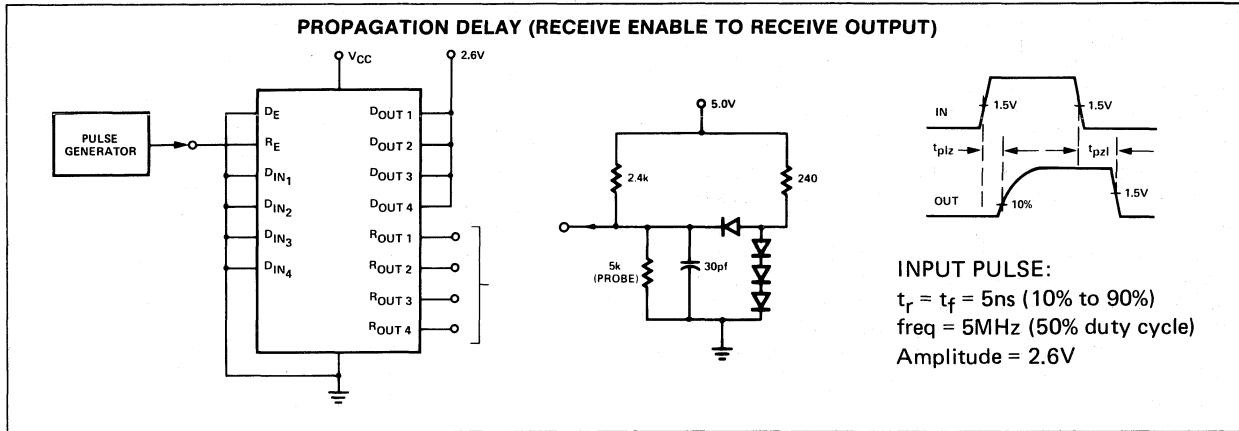 PROPAGATION DELAY (RECEIVE ENABLE TO RECEIVE OUTPUT)
VCC
2.6V
PULSE
GENERATOR
DE
RE
DIN1
DIN2
DIN3
DIN4
DOUT 1
DOUT 2
DOUT 3
DOUT 4
ROUT 1
ROUT 2
ROUT 3
ROUT 4
5.0V
2.4k
240
5k
(PROBE)
30pf
IN
1.5V
1.5V
tplz
tpzl
OUT
10%
1.5V
INPUT PULSE:
tr = tf = 5ns (10% to 90%)
freq = 5MHz (50% duty cycle)
Amplitude = 2.6V